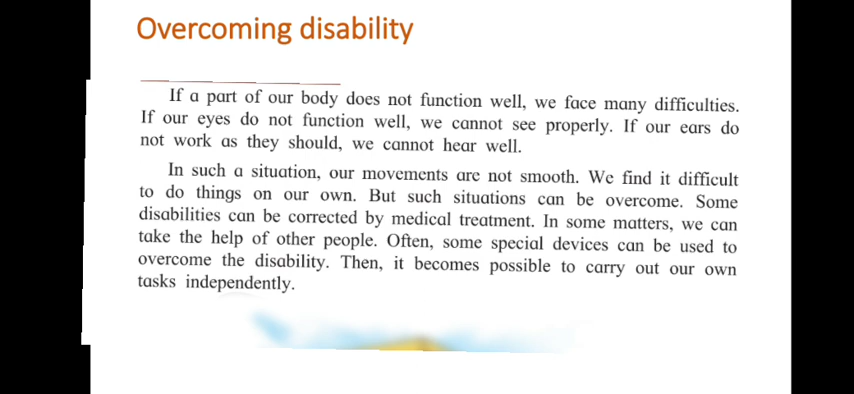 Overcoming disability
If a part of our body does not function well, we face many difficulties.
If our eyes do not function well, we cannot see properly. If our ears do
not work as they should, we cannot hear well.
In such a situation, our movements are not smooth. We find it difficult
to do things on our own. But such situations can be overcome. Some
disabilities can be corrected by medical treatment. In some matters, we can
take the help of other people. Often, some special devices can be used to
overcome the disability. Then, it becomes possible to carry out our own
tasks independently.